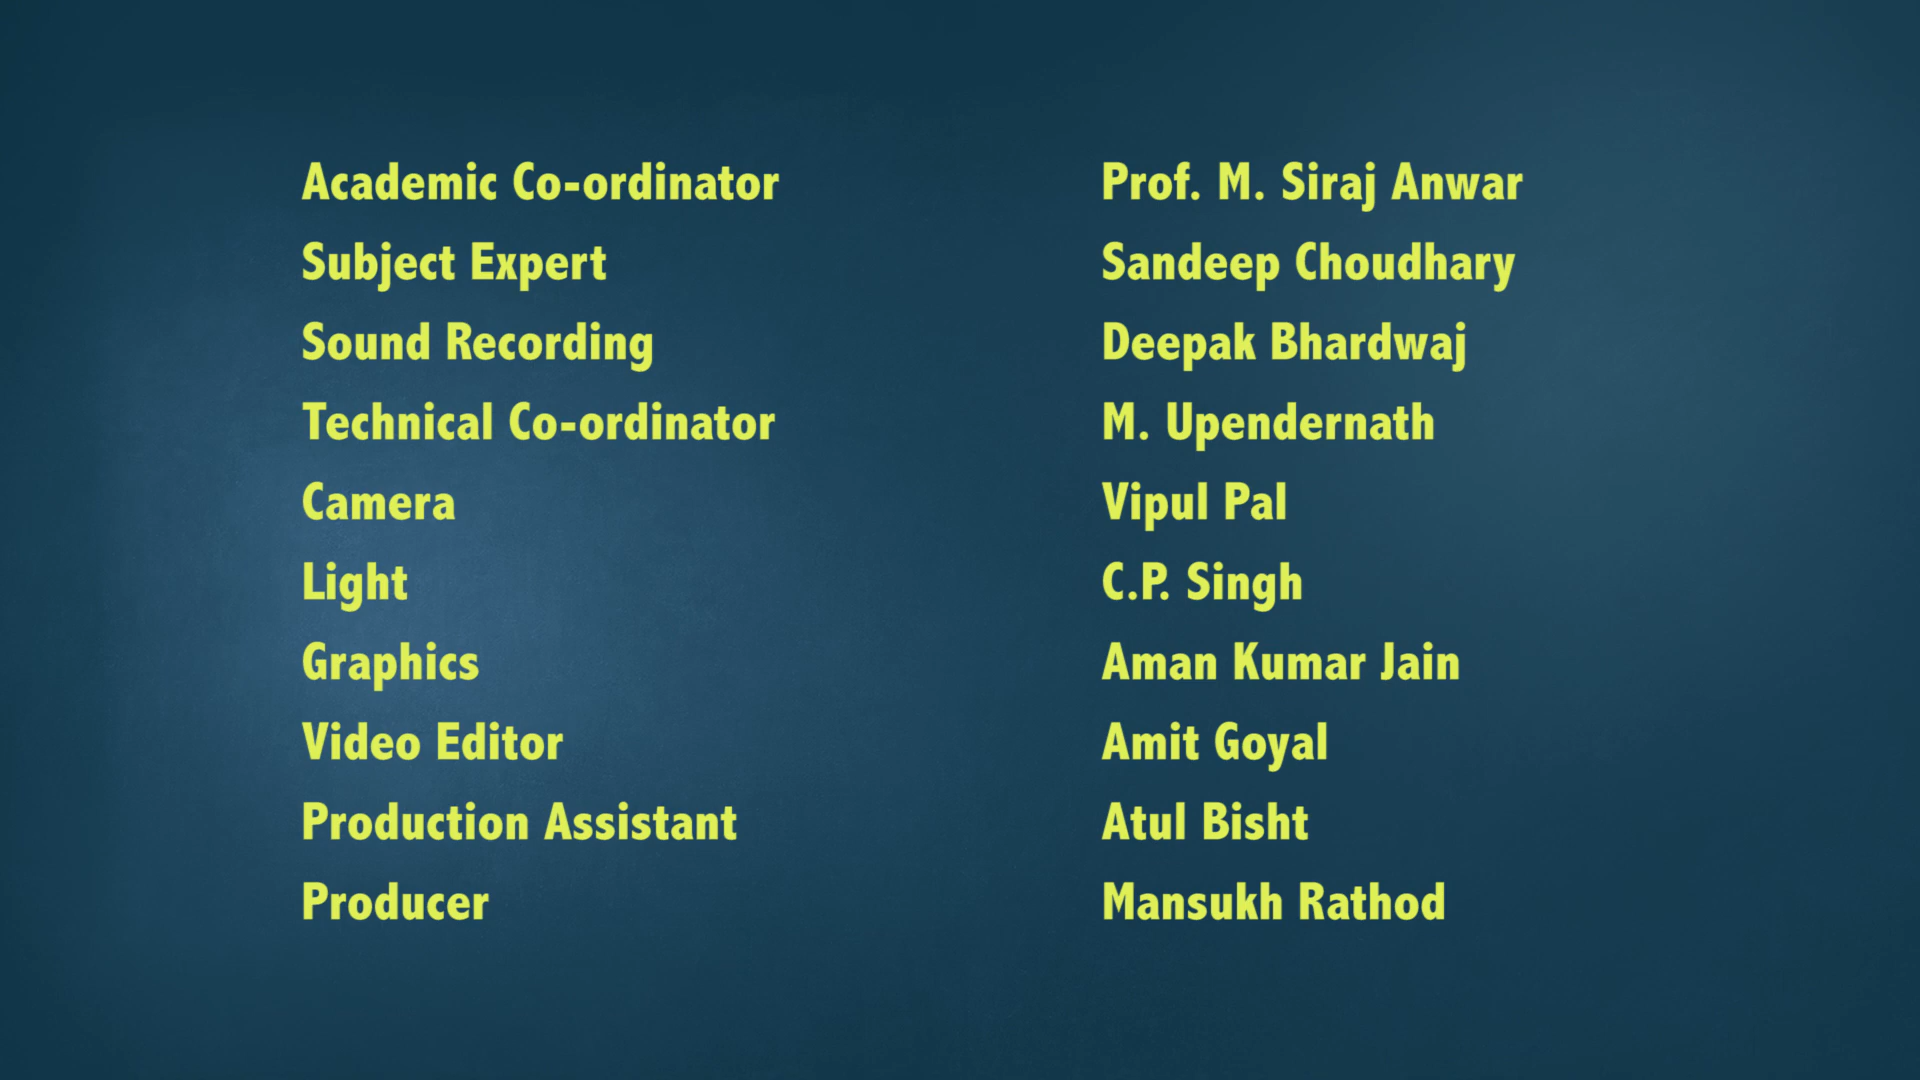 Academic Co-ordinator Prof. M. Siraj Anwar
Subject Expert Sandeep Choudhary
Sound Recording Deepak Bhardwaj
Technical Co-ordinator M. Upendernath
Camera Vipul Pal
Light C.P. Singh
Graphics Aman Kumar Jain
Video Editor Amit Goyal
Production Assistant Atul Bisht
Producer Mansukh Rathod